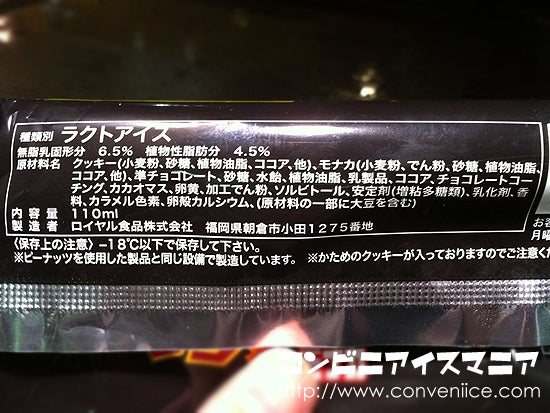 種類別 ラクトアイス
無脂乳固形分 6.5% 植物性脂肪分 4.5%
原材料名 クッキー(小麦粉、砂糖、植物油脂、ココア、他)、モナカ(小麦粉、でん粉、砂糖、植物油脂、
ココア、他)、準チョコレート、砂糖、水飴、植物油脂、乳製品、ココア、チョコレートコー
チング、カカオマス、卵黄、加工でん粉、ソルビトール、安定剤(増粘多糖類)、乳化剤、香
料、カラメル色素、卵殻カルシウム、(原材料の一部に大豆を含む)
内容量 110ml
製造者 ロイヤル食品株式会社 福岡県朝倉市小田1275番地
〈保存上の注意〉-18℃以下で保存して下さい。
※ピーナッツを使用した製品と同じ設備で製造しています。 ※かためのクッキーが入っておりますのでご注意くだ
お客
月曜
コンビニアイスマニア
http://www.conveniice.com/